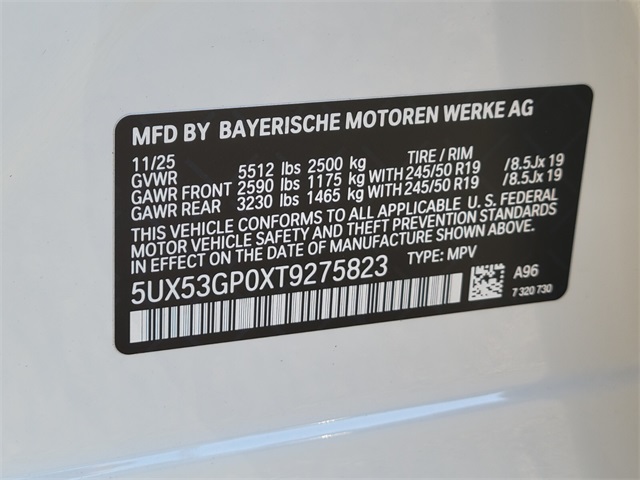 MFD BY BAYERISCHE MOTOREN WERKE AG
11/25 TIRE / RIM
GVWR 5512 lbs 2500 kg
GAWR FRONT 2590 lbs 1175 kg WITH 245/50 R19 /8.5Jx 19
GAWR REAR 3230 lbs 1465 kg WITH 245/50 R19 /8.5Jx 19
THIS VEHICLE CONFORMS TO ALL APPLICABLE U. S. FEDERAL
MOTOR VEHICLE SAFETY AND THEFT PREVENTION STANDARDS
IN EFFECT ON THE DATE OF MANUFACTURE SHOWN ABOVE.
5UX53GP0XT9275823 TYPE: MPV
A96
7 320 730